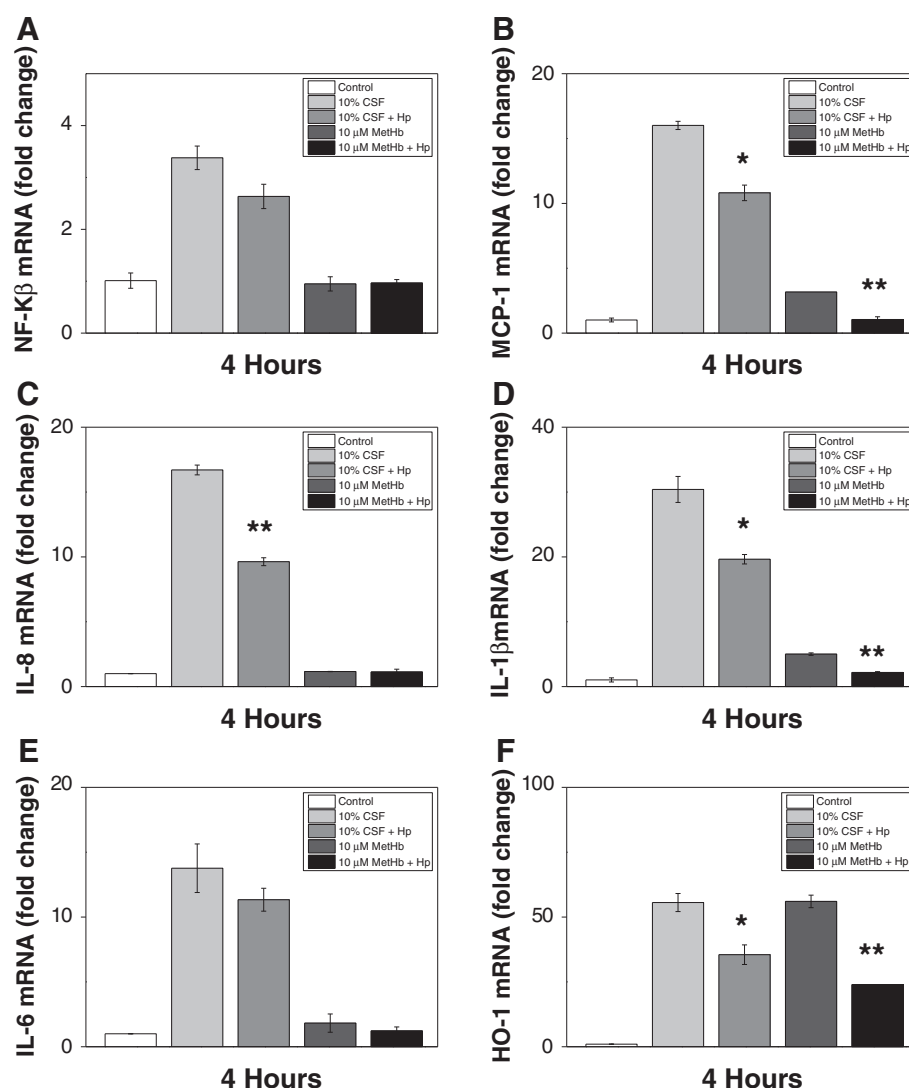 A
NF-Kβ mRNA (fold change)
4
2
0
Control
10% CSF
10% CSF + Hp
10 μM MetHb
10 μM MetHb + Hp
4 Hours
B
MCP-1 mRNA (fold change)
20
10
0
Control
10% CSF
10% CSF + Hp
10 μM MetHb
10 μM MetHb + Hp
*
**
4 Hours
C
IL-8 mRNA (fold change)
20
10
0
Control
10% CSF
10% CSF + Hp
10 μM MetHb
10 μM MetHb + Hp
**
4 Hours
D
IL-1βmRNA (fold change)
40
20
0
Control
10% CSF
10% CSF + Hp
10 μM MetHb
10 μM MetHb + Hp
*
**
4 Hours
E
IL-6 mRNA (fold change)
20
10
0
Control
10% CSF
10% CSF + Hp
10 μM MetHb
10 μM MetHb + Hp
4 Hours
F
HO-1 mRNA (fold change)
100
50
0
Control
10% CSF
10% CSF + Hp
10 μM MetHb
10 μM MetHb + Hp
*
**
4 Hours